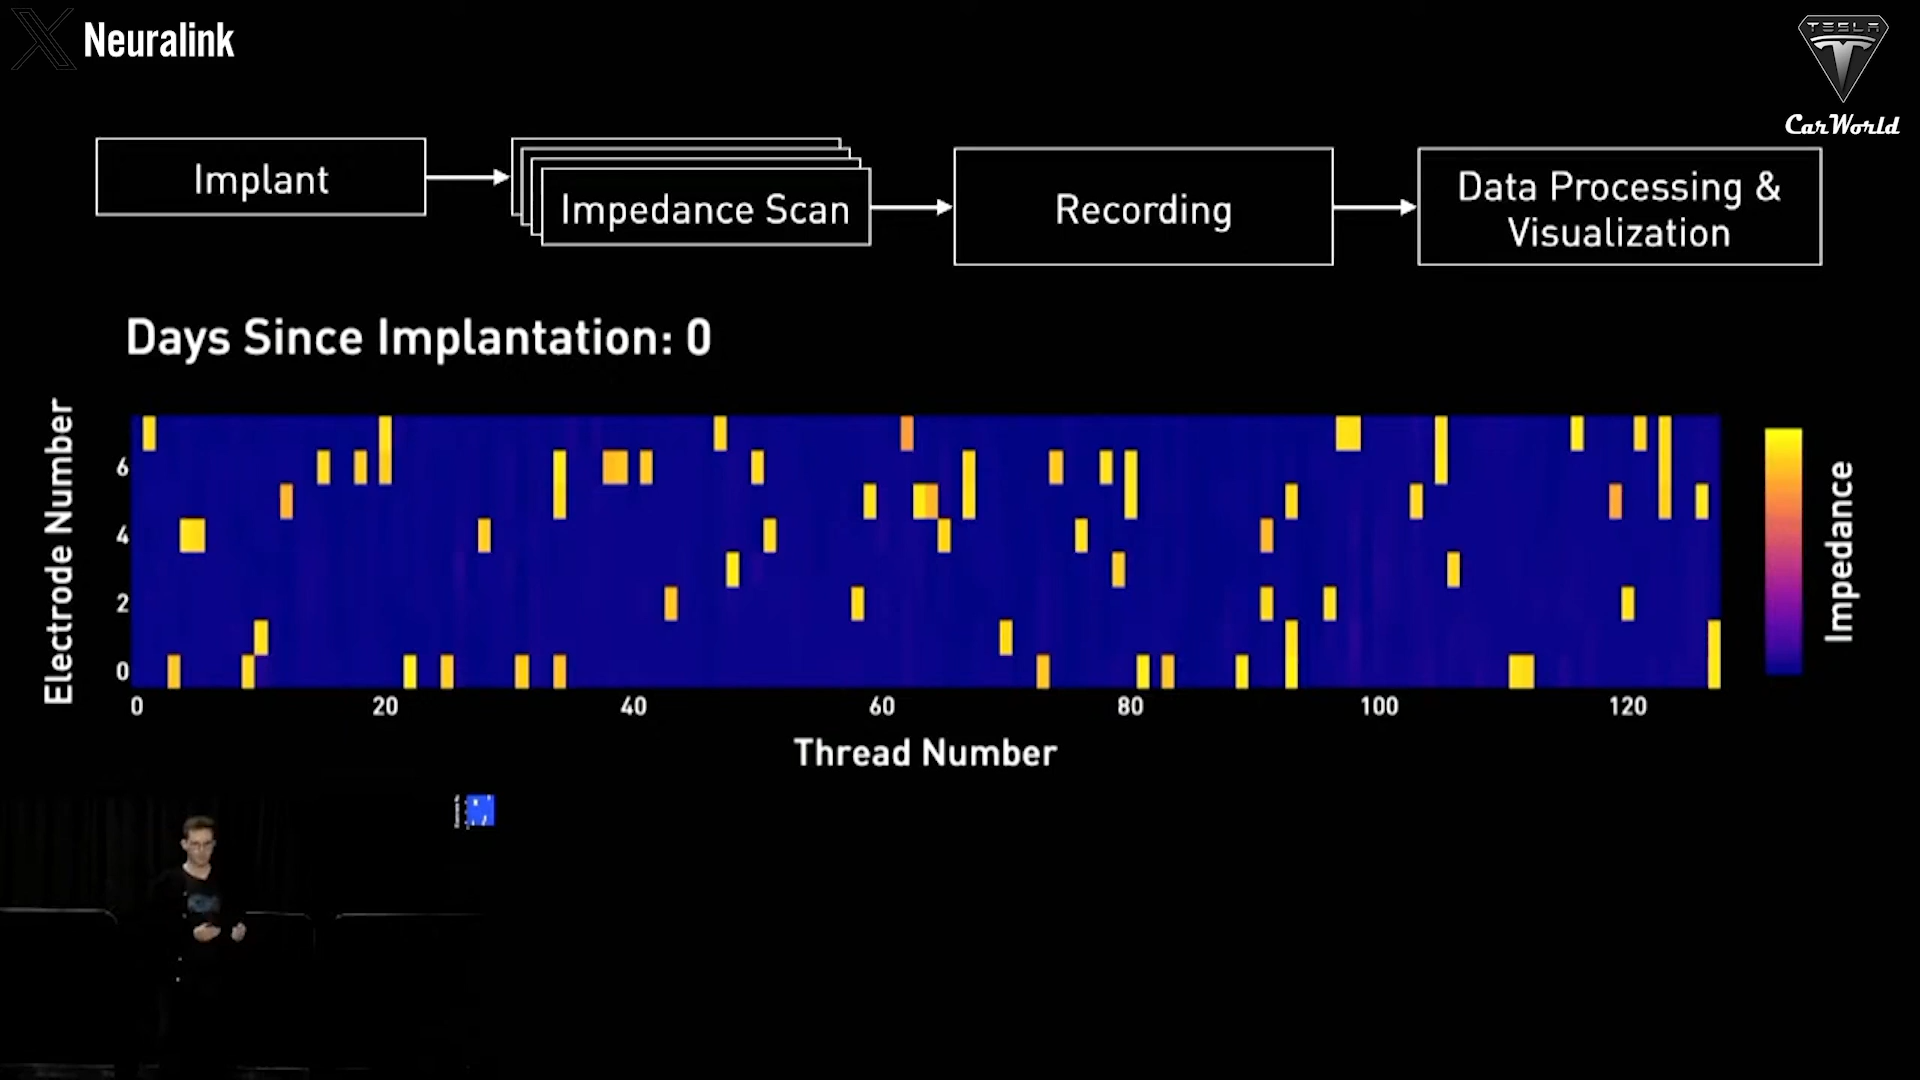 Neuralink
TESLA
CarWorld
Implant
Impedance Scan
Recording
Data Processing &
Visualization
Days Since Implantation: 0
Electrode Number
6
4
2
0
0 20 40 60 80 100 120
Thread Number
Impedance